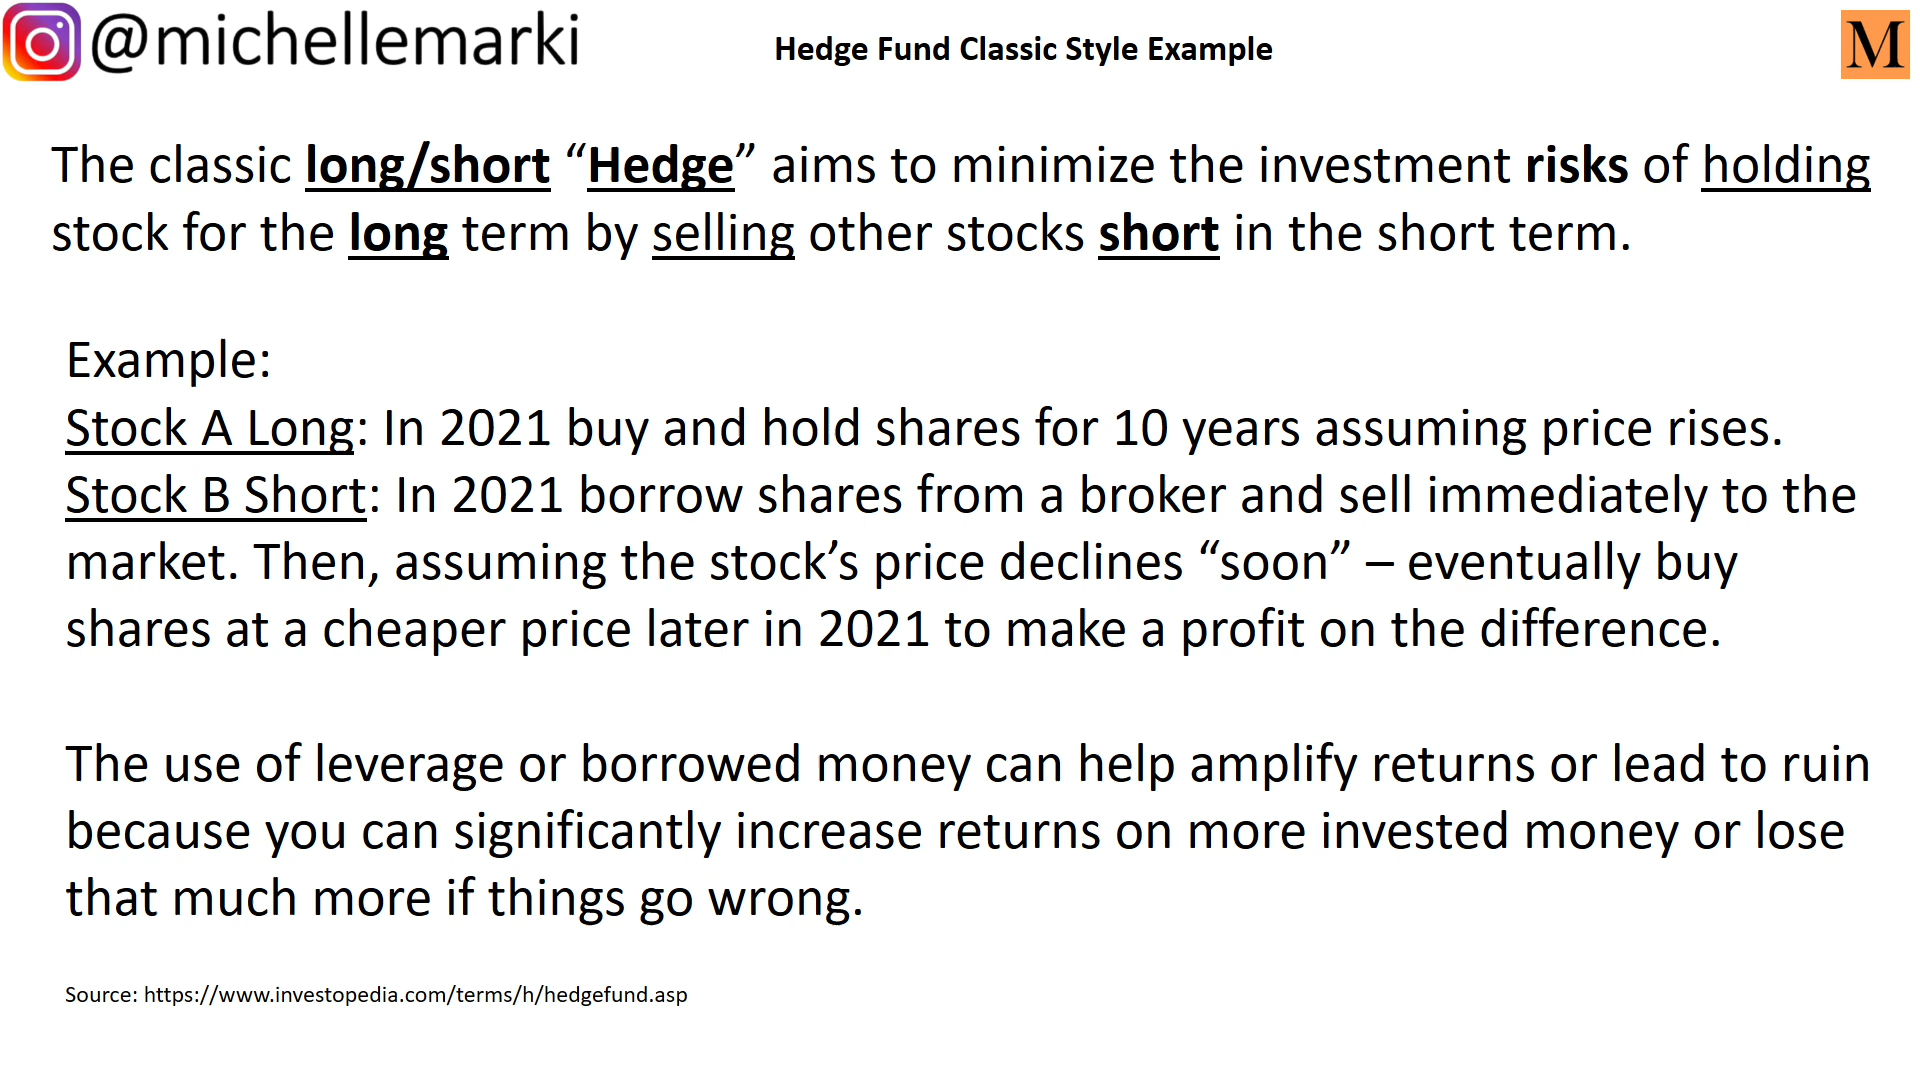 @michellemarki
Hedge Fund Classic Style Example
M
The classic long/short “Hedge” aims to minimize the investment risks of holding
stock for the long term by selling other stocks short in the short term.
Example:
Stock A Long: In 2021 buy and hold shares for 10 years assuming price rises.
Stock B Short: In 2021 borrow shares from a broker and sell immediately to the
market. Then, assuming the stock’s price declines “soon” – eventually buy
shares at a cheaper price later in 2021 to make a profit on the difference.
The use of leverage or borrowed money can help amplify returns or lead to ruin
because you can significantly increase returns on more invested money or lose
that much more if things go wrong.
Source: https://www.investopedia.com/terms/h/hedgefund.asp